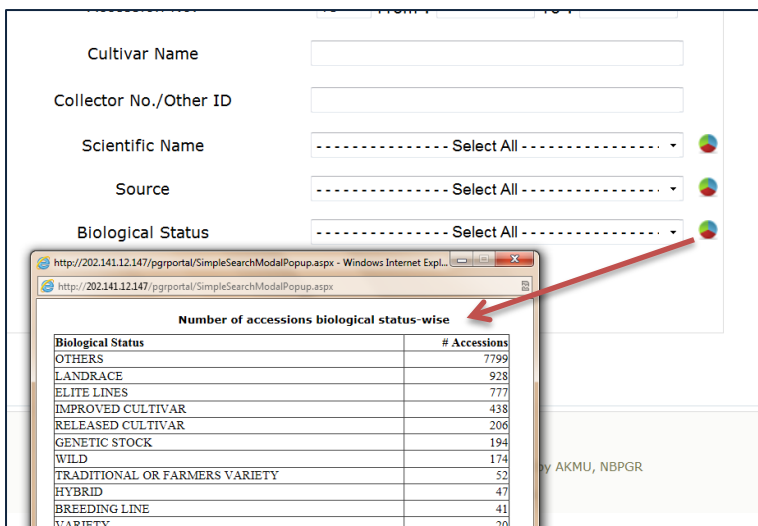 Cultivar Name
Collector No./Other ID
Scientific Name - - - - - - - - - - - - - - - Select All - - - - - - - - - - - - - - - -
Source - - - - - - - - - - - - - - - Select All - - - - - - - - - - - - - - - -
Biological Status - - - - - - - - - - - - - - - Select All - - - - - - - - - - - - - - - -
http://202.141.12.147/pgrportal/SimpleSearchModalPopup.aspx - Windows Internet Expl...
http://202.141.12.147/pgrportal/SimpleSearchModalPopup.aspx
Number of accessions biological status-wise
Biological Status # Accessions
OTHERS 7799
LANDRACE 928
ELITE LINES 777
IMPROVED CULTIVAR 438
RELEASED CULTIVAR 206
GENETIC STOCK 194
WILD 174
by AKMU, NBPGR
TRADITIONAL OR FARMERS VARIETY 52
HYBRID 47
BREEDING LINE 41
VARIETY 20